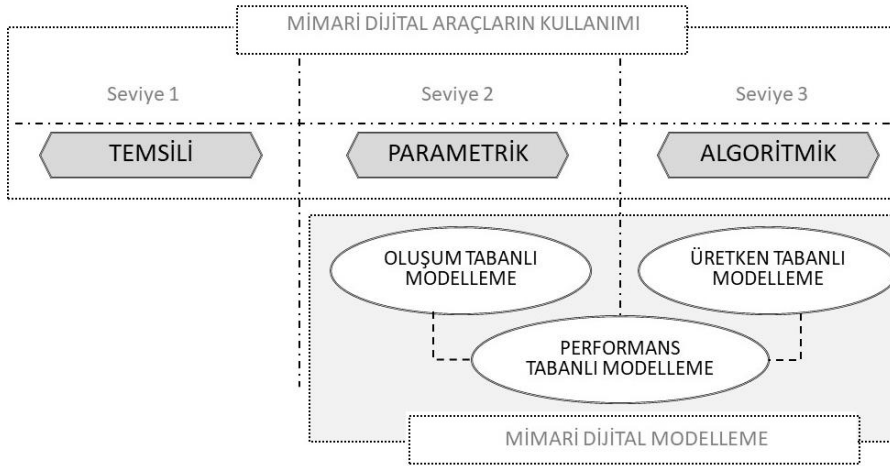 MİMARİ DİJİTAL ARAÇLARIN KULLANIMI
Seviye 1
Seviye 2
Seviye 3
TEMSİLİ
PARAMETRİK
ALGORİTMİK
OLUŞUM TABANLI
MODELLEME
ÜRETKEN TABANLI
MODELLEME
PERFORMANS
TABANLI MODELLEME
MİMARİ DİJİTAL MODELLEME